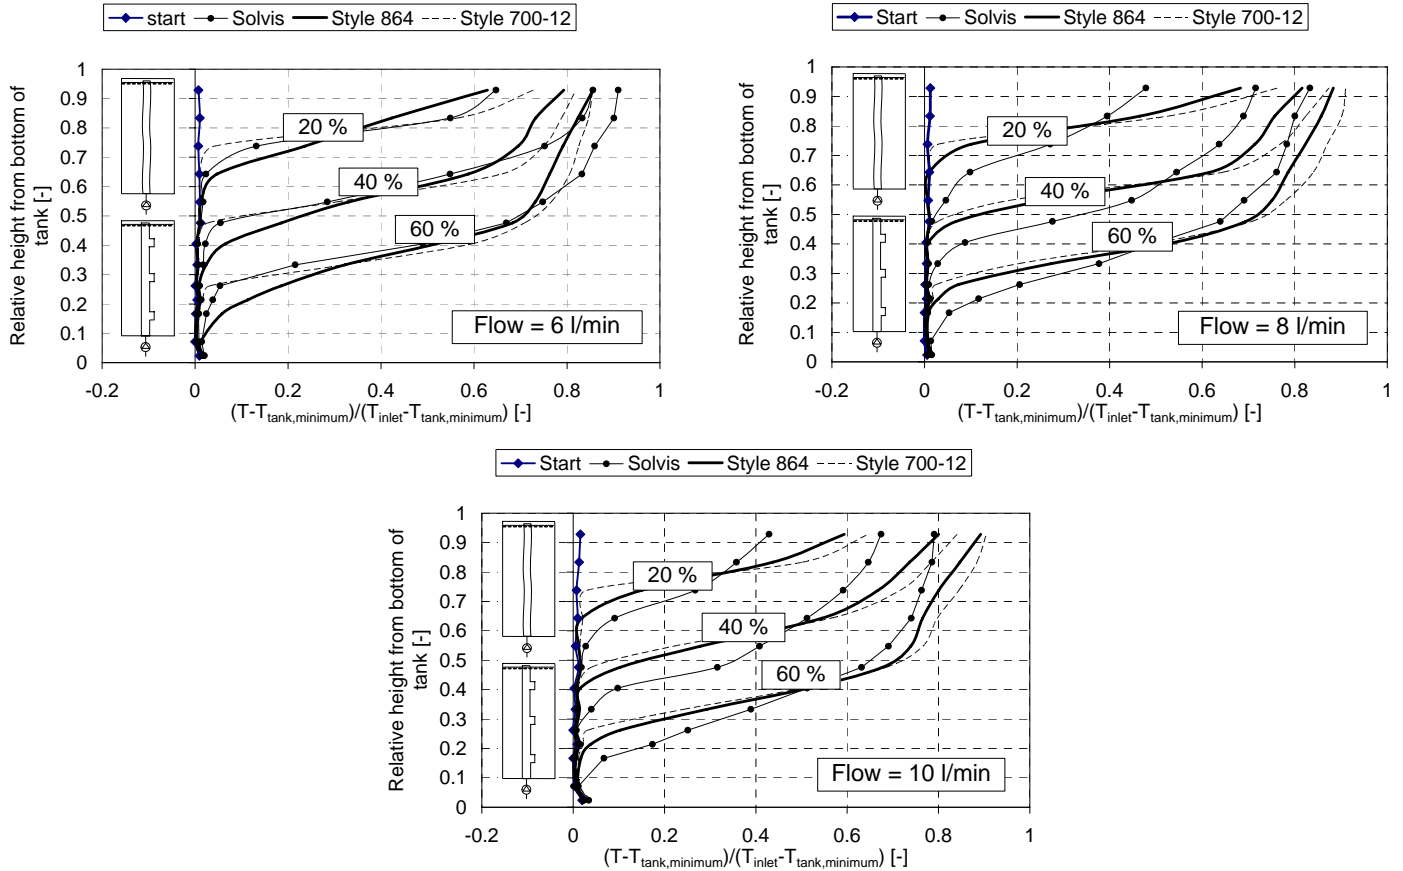 start Solvis Style 864 Style 700-12
Relative height from bottom of
tank [-]
1
0.9
0.8
0.7
0.6
0.5
0.4
0.3
0.2
0.1
0
20 %
40 %
60 %
Flow = 6 l/min
-0.2 0 0.2 0.4 0.6 0.8 1
(T-Ttank,minimum)/(Tinlet-Ttank,minimum) [-]
Start Solvis Style 864 Style 700-12
Relative height from bottom of
tank [-]
1
0.9
0.8
0.7
0.6
0.5
0.4
0.3
0.2
0.1
0
20 %
40 %
60 %
Flow = 8 l/min
-0.2 0 0.2 0.4 0.6 0.8 1
(T-Ttank,minimum)/(Tinlet-Ttank,minimum) [-]
Start Solvis Style 864 Style 700-12
Relative height from bottom of
tank [-]
1
0.9
0.8
0.7
0.6
0.5
0.4
0.3
0.2
0.1
0
20 %
40 %
60 %
Flow = 10 l/min
-0.2 0 0.2 0.4 0.6 0.8 1
(T-Ttank,minimum)/(Tinlet-Ttank,minimum) [-]